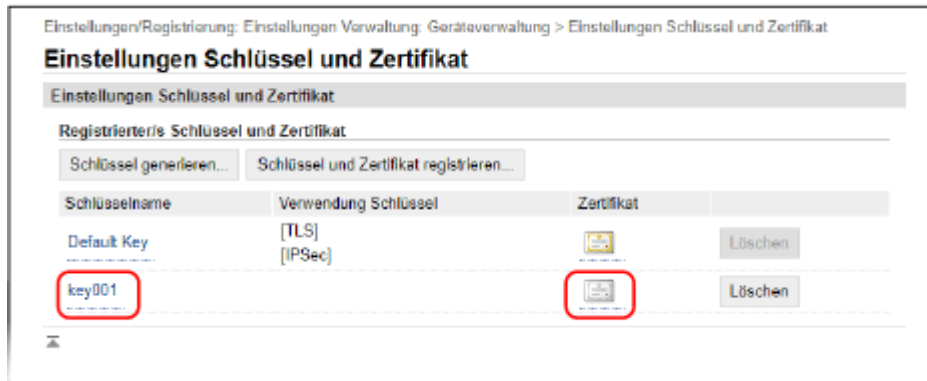 Einstellungen/Registrierung: Einstellungen Verwaltung: Geräteverwaltung > Einstellungen Schlüssel und Zertifikat
Einstellungen Schlüssel und Zertifikat
Einstellungen Schlüssel und Zertifikat
Registrierter/s Schlüssel und Zertifikat
Schlüssel generieren... Schlüssel und Zertifikat registrieren...
Schlüsselname Verwendung Schlüssel Zertifikat
Default Key [TLS] Löschen
[IPSec]
key001 Löschen